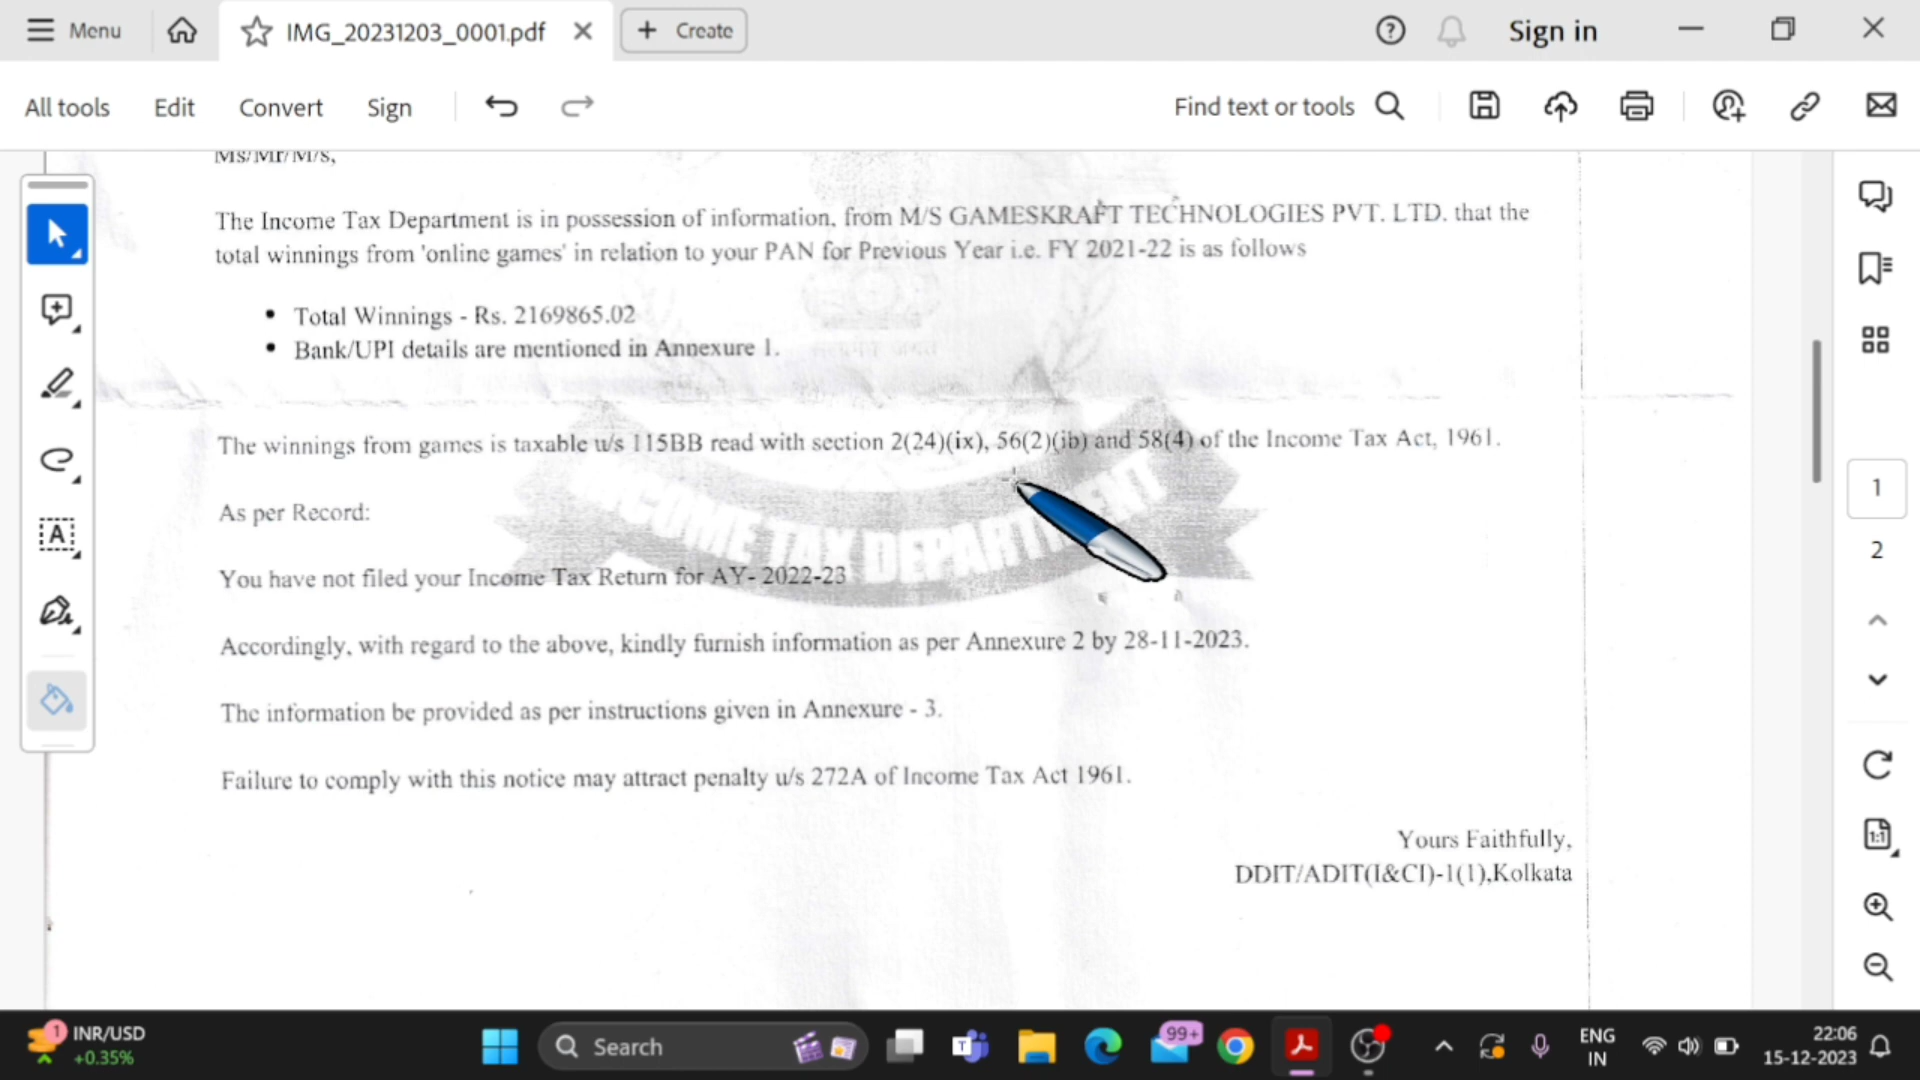 Menu
IMG_20231203_0001.pdf
Create
Sign in
All tools
Edit
Convert
Sign
Find text or tools
Ms/Mr/M/s,
The Income Tax Department is in possession of information, from M/S GAMESKRAFT TECHNOLOGIES PVT. LTD. that the
total winnings from 'online games' in relation to your PAN for Previous Year i.e. FY 2021-22 is as follows
• Total Winnings - Rs. 2169865.02
• Bank/UPI details are mentioned in Annexure 1.
The winnings from games is taxable u/s 115BB read with section 2(24)(ix), 56(2)(ib) and 58(4) of the Income Tax Act, 1961.
INCOME TAX DEPARTMENT
As per Record:
You have not filed your Income Tax Return for AY- 2022-23
Accordingly, with regard to the above, kindly furnish information as per Annexure 2 by 28-11-2023.
The information be provided as per instructions given in Annexure - 3.
Failure to comply with this notice may attract penalty u/s 272A of Income Tax Act 1961.
Yours Faithfully,
DDIT/ADIT(I&CI)-1(1),Kolkata
A
1
2
1:1
1
INR/USD
+0.35%
Search
T
99+
ENG
IN
22:06
15-12-2023